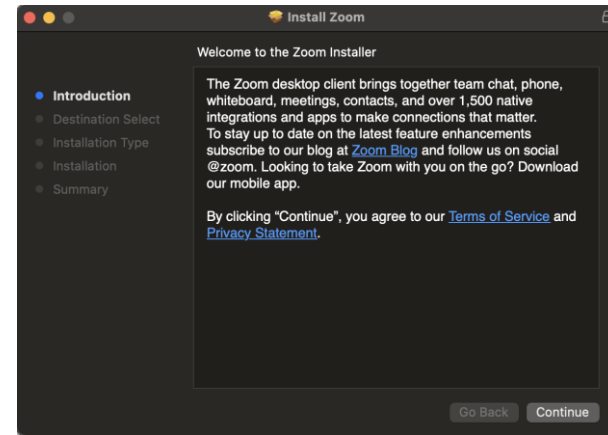 Install Zoom
Welcome to the Zoom Installer
Introduction
Destination Select
Installation Type
Installation
Summary
The Zoom desktop client brings together team chat, phone,
whiteboard, meetings, contacts, and over 1,500 native
integrations and apps to make connections that matter.
To stay up to date on the latest feature enhancements
subscribe to our blog at Zoom Blog and follow us on social
@zoom. Looking to take Zoom with you on the go? Download
our mobile app.
By clicking “Continue”, you agree to our Terms of Service and
Privacy Statement.
Go Back
Continue